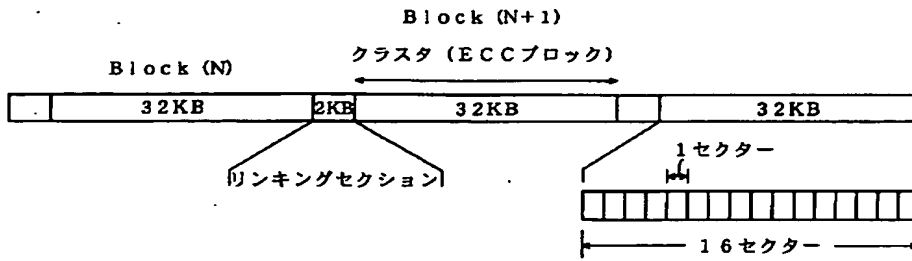 Block (N+1)
クラスタ (ECCブロック)
Block (N)
32KB
2KB
32KB
32KB
リンキングセクション
1セクター
16セクター